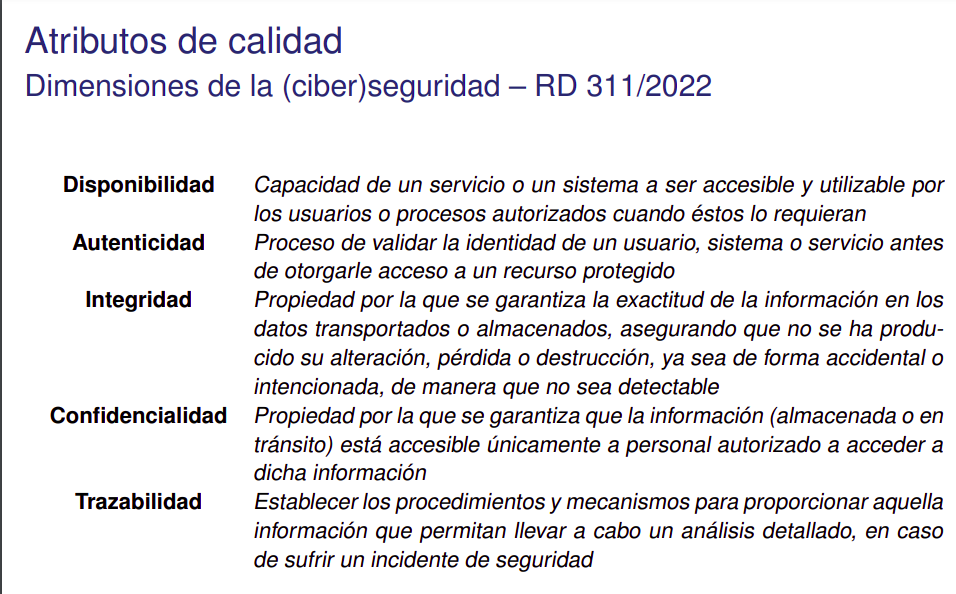 Atributos de calidad
Dimensiones de la (ciber)seguridad – RD 311/2022
Disponibilidad Capacidad de un servicio o un sistema a ser accesible y utilizable por
los usuarios o procesos autorizados cuando éstos lo requieran
Autenticidad Proceso de validar la identidad de un usuario, sistema o servicio antes
de otorgarle acceso a un recurso protegido
Integridad Propiedad por la que se garantiza la exactitud de la información en los
datos transportados o almacenados, asegurando que no se ha produ-
cido su alteración, pérdida o destrucción, ya sea de forma accidental o
intencionada, de manera que no sea detectable
Confidencialidad Propiedad por la que se garantiza que la información (almacenada o en
tránsito) está accesible únicamente a personal autorizado a acceder a
dicha información
Trazabilidad Establecer los procedimientos y mecanismos para proporcionar aquella
información que permitan llevar a cabo un análisis detallado, en caso
de sufrir un incidente de seguridad